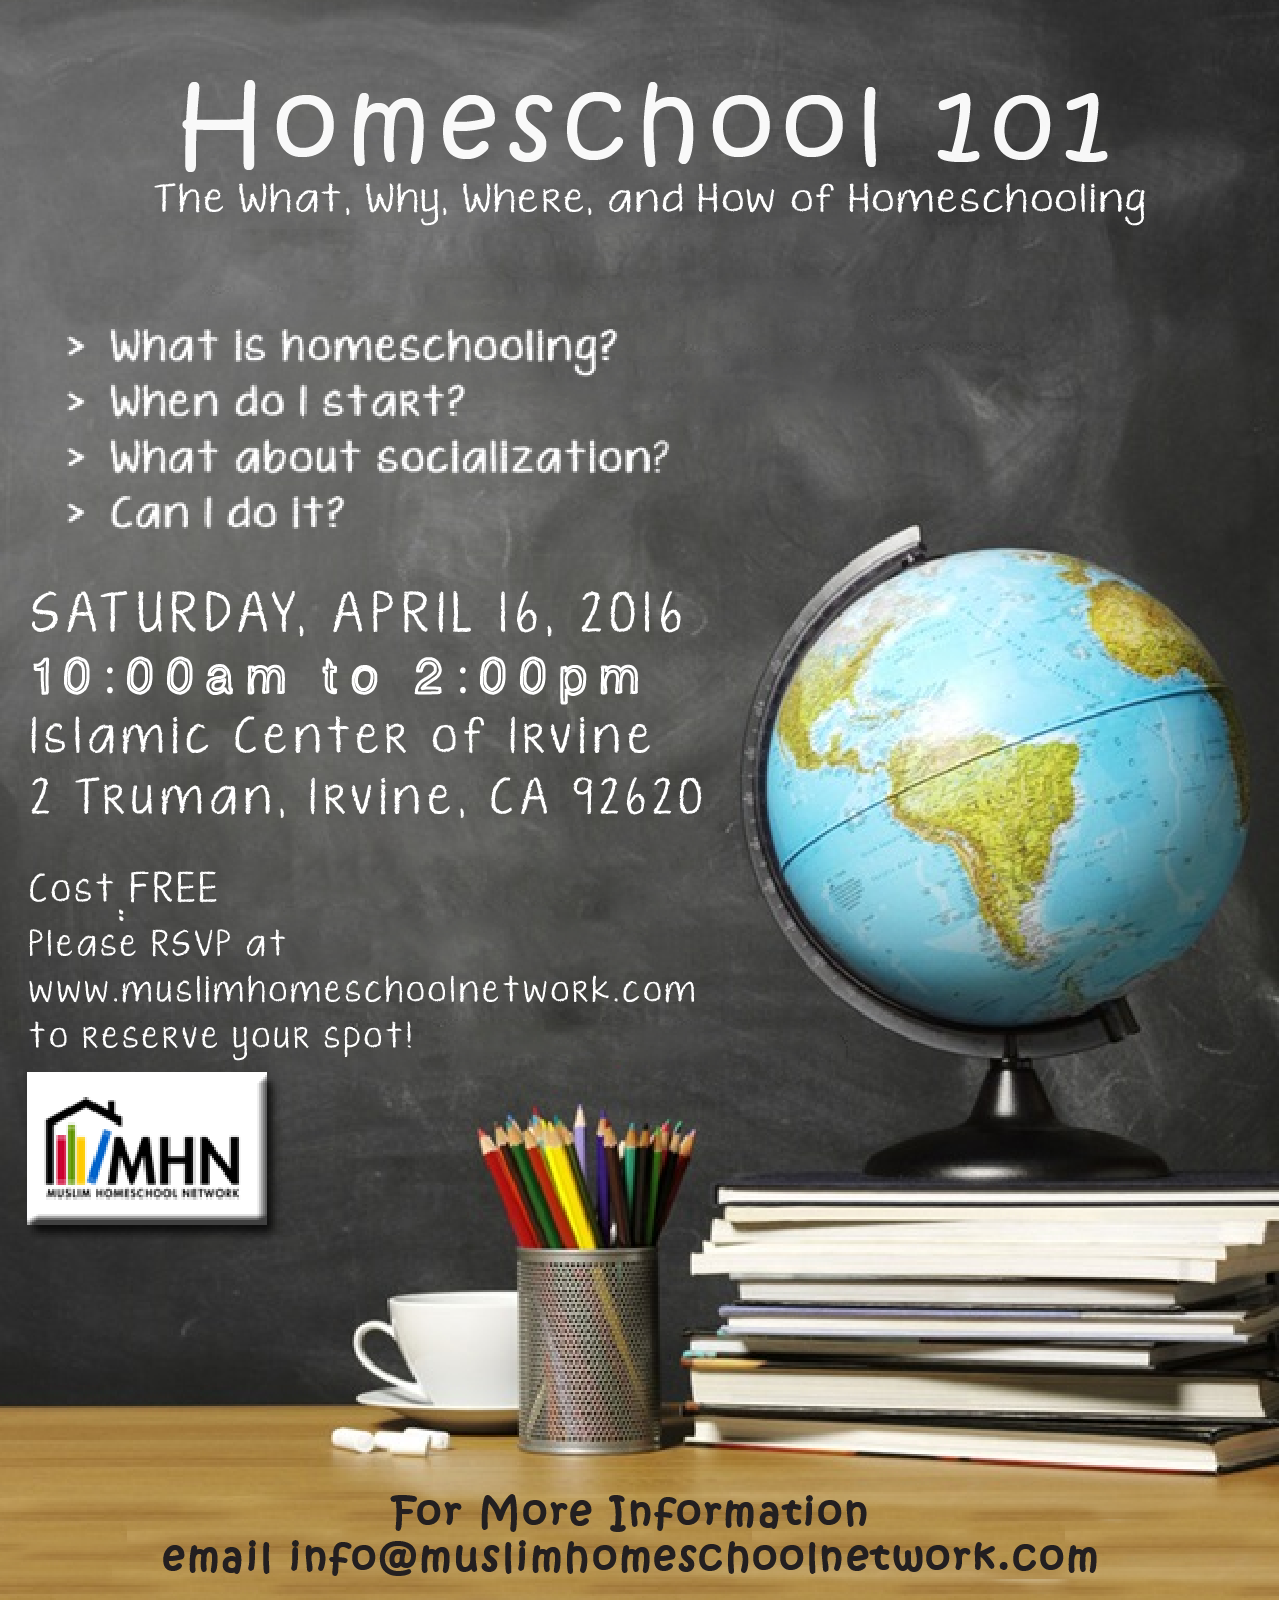 Homeschool 101
The What, Why, Where, and How of Homeschooling
> What is homeschooling?
> When do I start?
> What about socialization?
> Can I do it?
SATURDAY, APRIL 16, 2016
10:00am to 2:00pm
Islamic Center of Irvine
2 Truman, Irvine, CA 92620
Cost: FREE
Please RSVP at
www.muslimhomeschoolnetwork.com
to reserve your spot!
MHN
MUSLIM HOMESCHOOL NETWORK
For More Information
email info@muslimhomeschoolnetwork.com